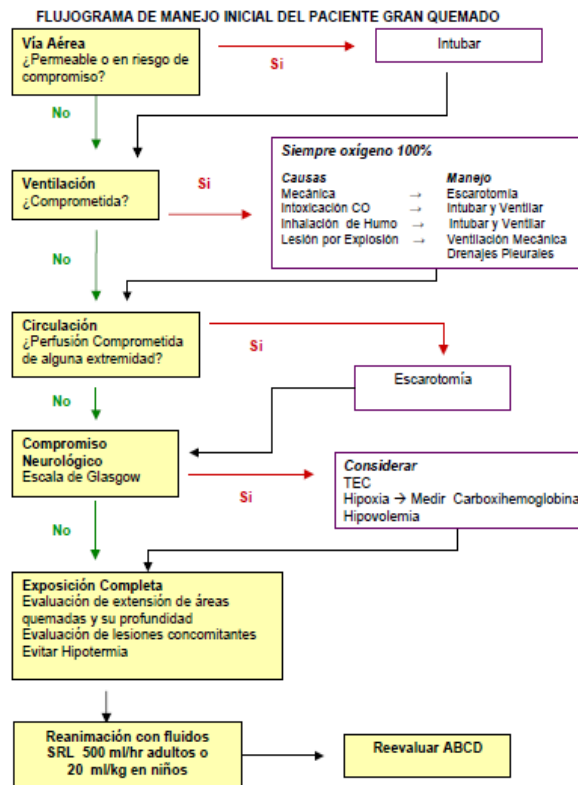 FLUJOGRAMA DE MANEJO INICIAL DEL PACIENTE GRAN QUEMADO
Vía Aérea
¿Permeable o en riesgo de
compromiso?
Si
Intubar
No
Ventilación
¿Comprometida?
Si
Siempre oxígeno 100%
Causas Manejo
Mecánica → Escarotomía
Intoxicación CO → Intubar y Ventilar
Inhalación de Humo → Intubar y Ventilar
Lesión por Explosión → Ventilación Mecánica
Drenajes Pleurales
No
Circulación
¿Perfusión Comprometida
de alguna extremidad?
Si
Escarotomía
No
Compromiso
Neurológico
Escala de Glasgow
Si
Considerar
TEC
Hipoxia → Medir Carboxihemoglobina
Hipovolemia
No
Exposición Completa
Evaluación de extensión de áreas
quemadas y su profundidad
Evaluación de lesiones concomitantes
Evitar Hipotermia
Reanimación con fluidos
SRL 500 ml/hr adultos o
20 ml/kg en niños
Reevaluar ABCD